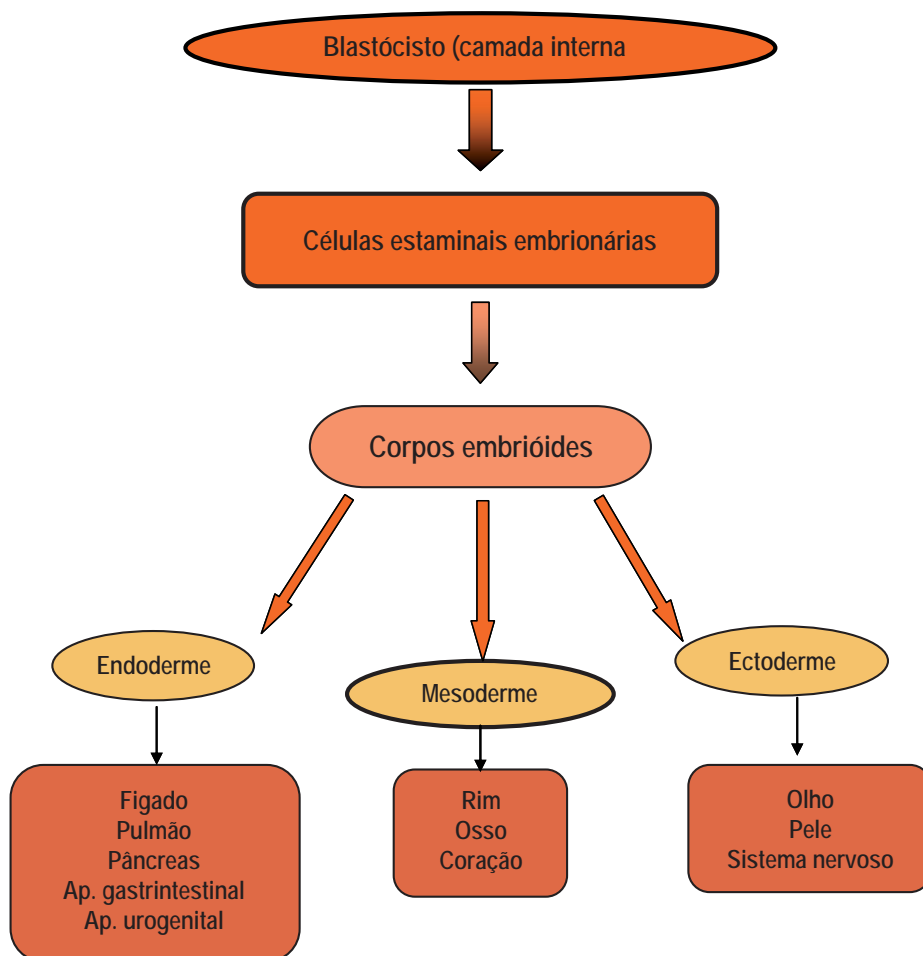 Blastócisto (camada interna
Células estaminais embrionárias
Corpos embrióides
Endoderme
Mesoderme
Ectoderme
Figado
Pulmão
Pâncreas
Ap. gastrintestinal
Ap. urogenital
Rim
Osso
Coração
Olho
Pele
Sistema nervoso